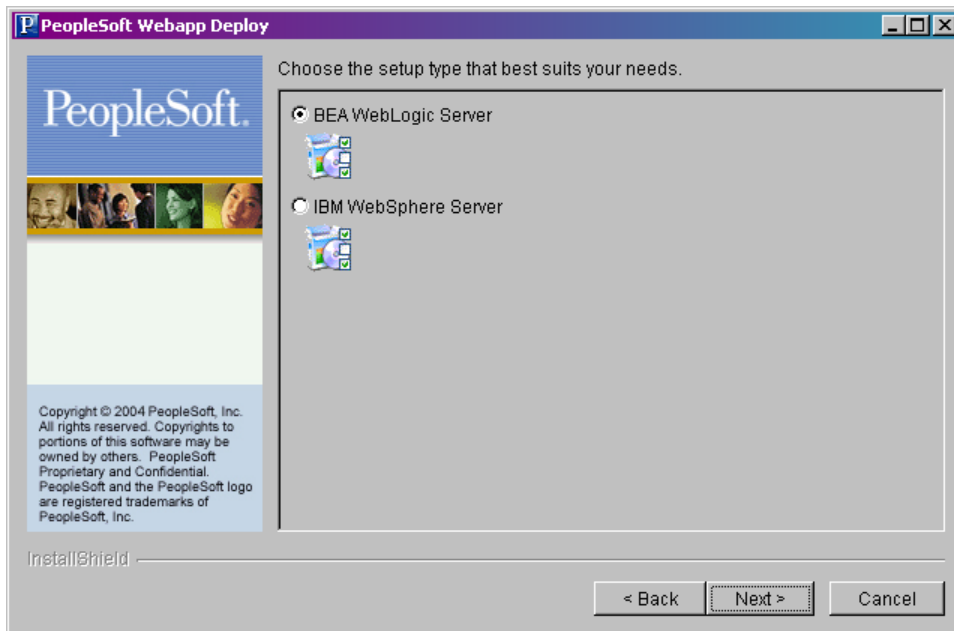 PeopleSoft Webapp Deploy
PeopleSoft.
Choose the setup type that best suits your needs.
BEA WebLogic Server
IBM WebSphere Server
Copyright © 2004 PeopleSoft, Inc.
All rights reserved. Copyrights to
portions of this software may be
owned by others.  PeopleSoft
Proprietary and Confidential.
PeopleSoft and the PeopleSoft logo
are registered trademarks of
PeopleSoft, Inc.
InstallShield
< Back
Next >
Cancel